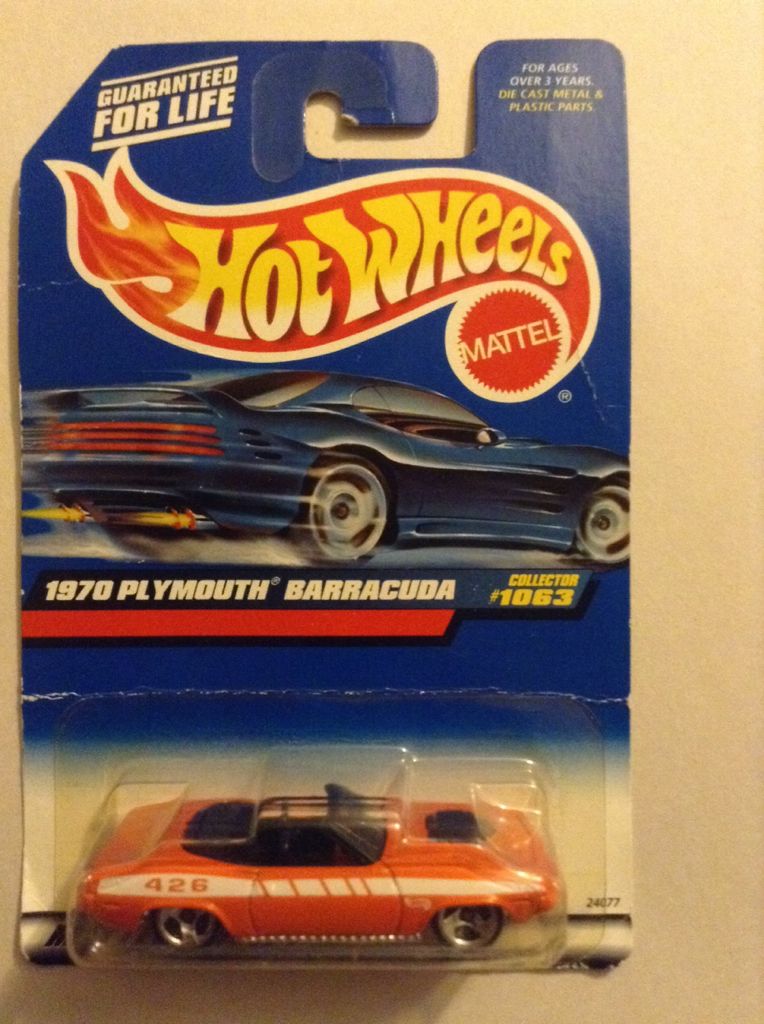 GUARANTEED
FOR LIFE
FOR AGES
OVER 3 YEARS.
DIE CAST METAL &
PLASTIC PARTS.
HOT WHEELS
MATTEL
®
1970 PLYMOUTH® BARRACUDA
COLLECTOR
#1063
426
24077